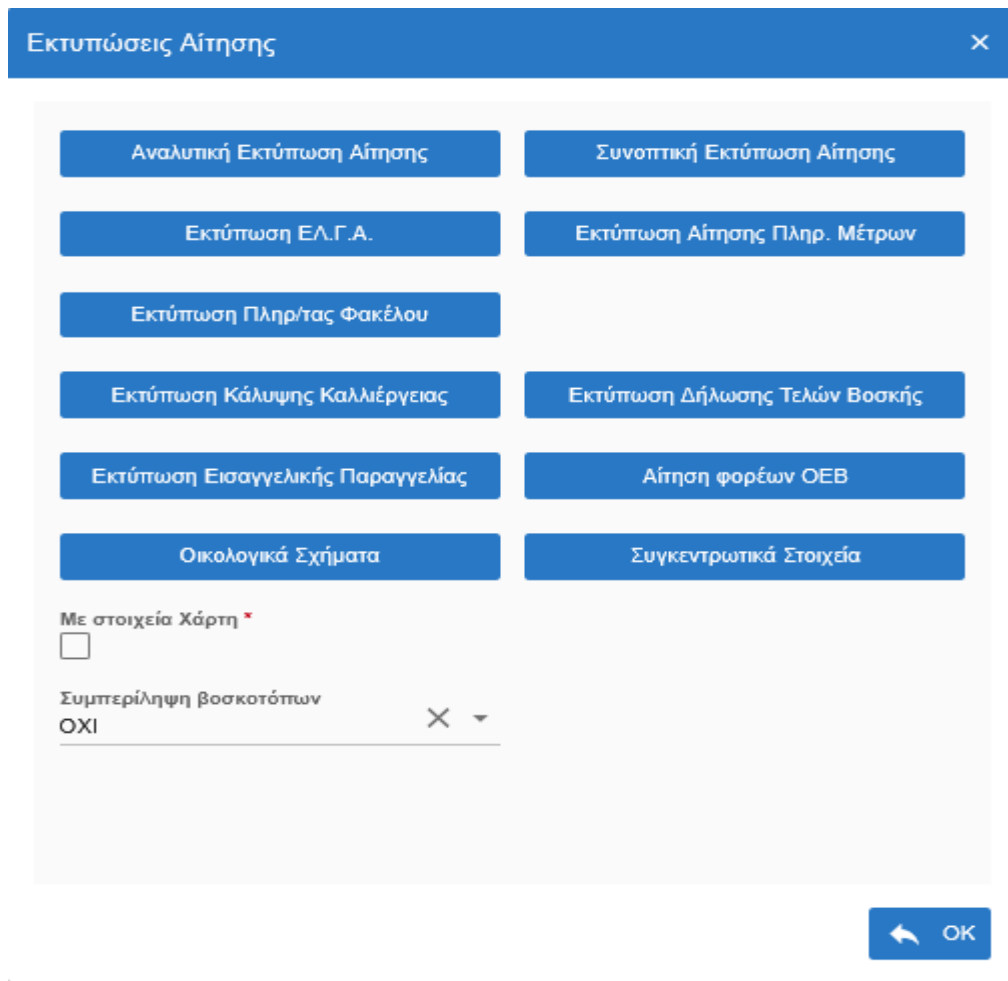 Εκτυπώσεις Αίτησης ×
Αναλυτική Εκτύπωση Αίτησης
Συνοπτική Εκτύπωση Αίτησης
Εκτύπωση ΕΛ.Γ.Α.
Εκτύπωση Αίτησης Πληρ. Μέτρων
Εκτύπωση Πληρ/τας Φακέλου
Εκτύπωση Κάλυψης Καλλιέργειας
Εκτύπωση Δήλωσης Τελών Βοσκής
Εκτύπωση Εισαγγελικής Παραγγελίας
Αίτηση φορέων ΟΕΒ
Οικολογικά Σχήματα
Συγκεντρωτικά Στοιχεία
Με στοιχεία Χάρτη *
Συμπερίληψη βοσκοτόπων
ΟΧΙ
OK